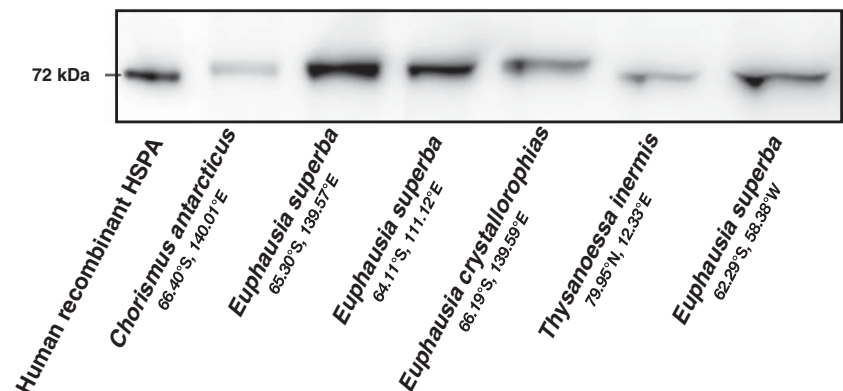 72 kDa
Human recombinant HSPA
Chorismus antarcticus
66.40°S, 140.01°E
Euphausia superba
65.30°S, 139.57°E
Euphausia superba
64.11°S, 111.12°E
Euphausia crystallorophias
66.19°S, 139.59°E
Thysanoessa inermis
79.95°N, 12.33°E
Euphausia superba
62.29°S, 58.38°W